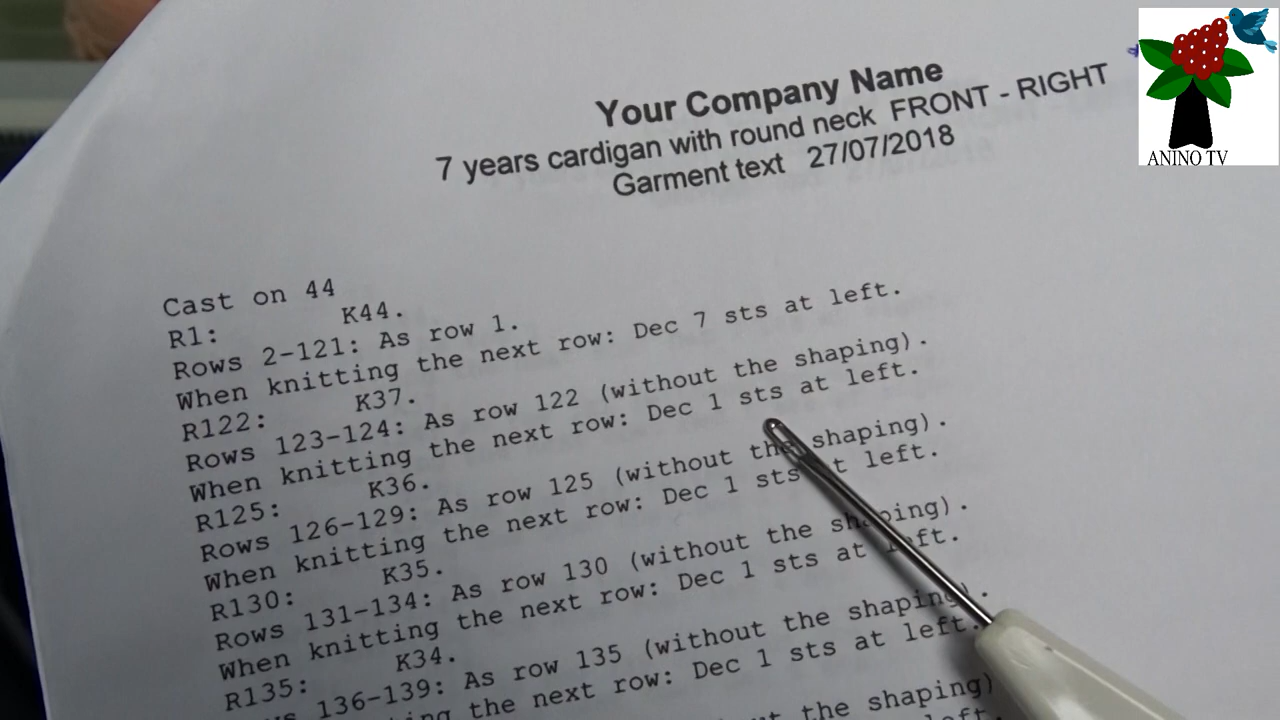 Your Company Name
7 years cardigan with round neck FRONT - RIGHT
Garment text 27/07/2018
ANINO TV
Cast on 44
R1: K44.
Rows 2-121: As row 1.
When knitting the next row: Dec 7 sts at left.
R122: K37.
Rows 123-124: As row 122 (without the shaping).
When knitting the next row: Dec 1 sts at left.
R125: K36.
Rows 126-129: As row 125 (without the shaping).
When knitting the next row: Dec 1 sts at left.
R130: K35.
Rows 131-134: As row 130 (without the shaping).
When knitting the next row: Dec 1 sts at left.
R135: K34.
136-139: As row 135 (without the shaping).
the next row: Dec 1 sts at left.
the shaping)
left.